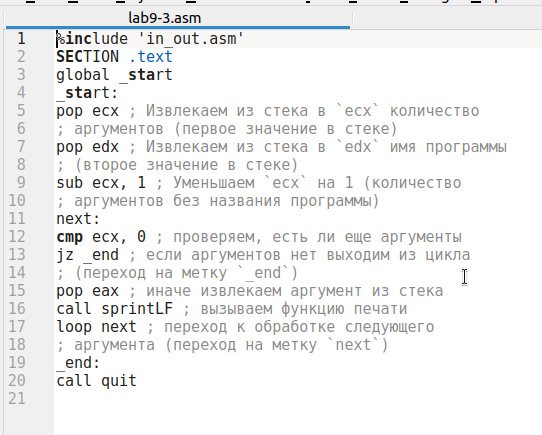 lab9-3.asm
1 %include 'in_out.asm'
2 SECTION .text
3 global _start
4 _start:
5 pop ecx ; Извлекаем из стека в `ecx` количество
6 ; аргументов (первое значение в стеке)
7 pop edx ; Извлекаем из стека в `edx` имя программы
8 ; (второе значение в стеке)
9 sub ecx, 1 ; Уменьшаем `ecx` на 1 (количество
10 ; аргументов без названия программы)
11 next:
12 cmp ecx, 0 ; проверяем, есть ли еще аргументы
13 jz _end ; если аргументов нет выходим из цикла
14 ; (переход на метку `_end`)
15 pop eax ; иначе извлекаем аргумент из стека
16 call sprintLF ; вызываем функцию печати
17 loop next ; переход к обработке следующего
18 ; аргумента (переход на метку `next`)
19 _end:
20 call quit
21